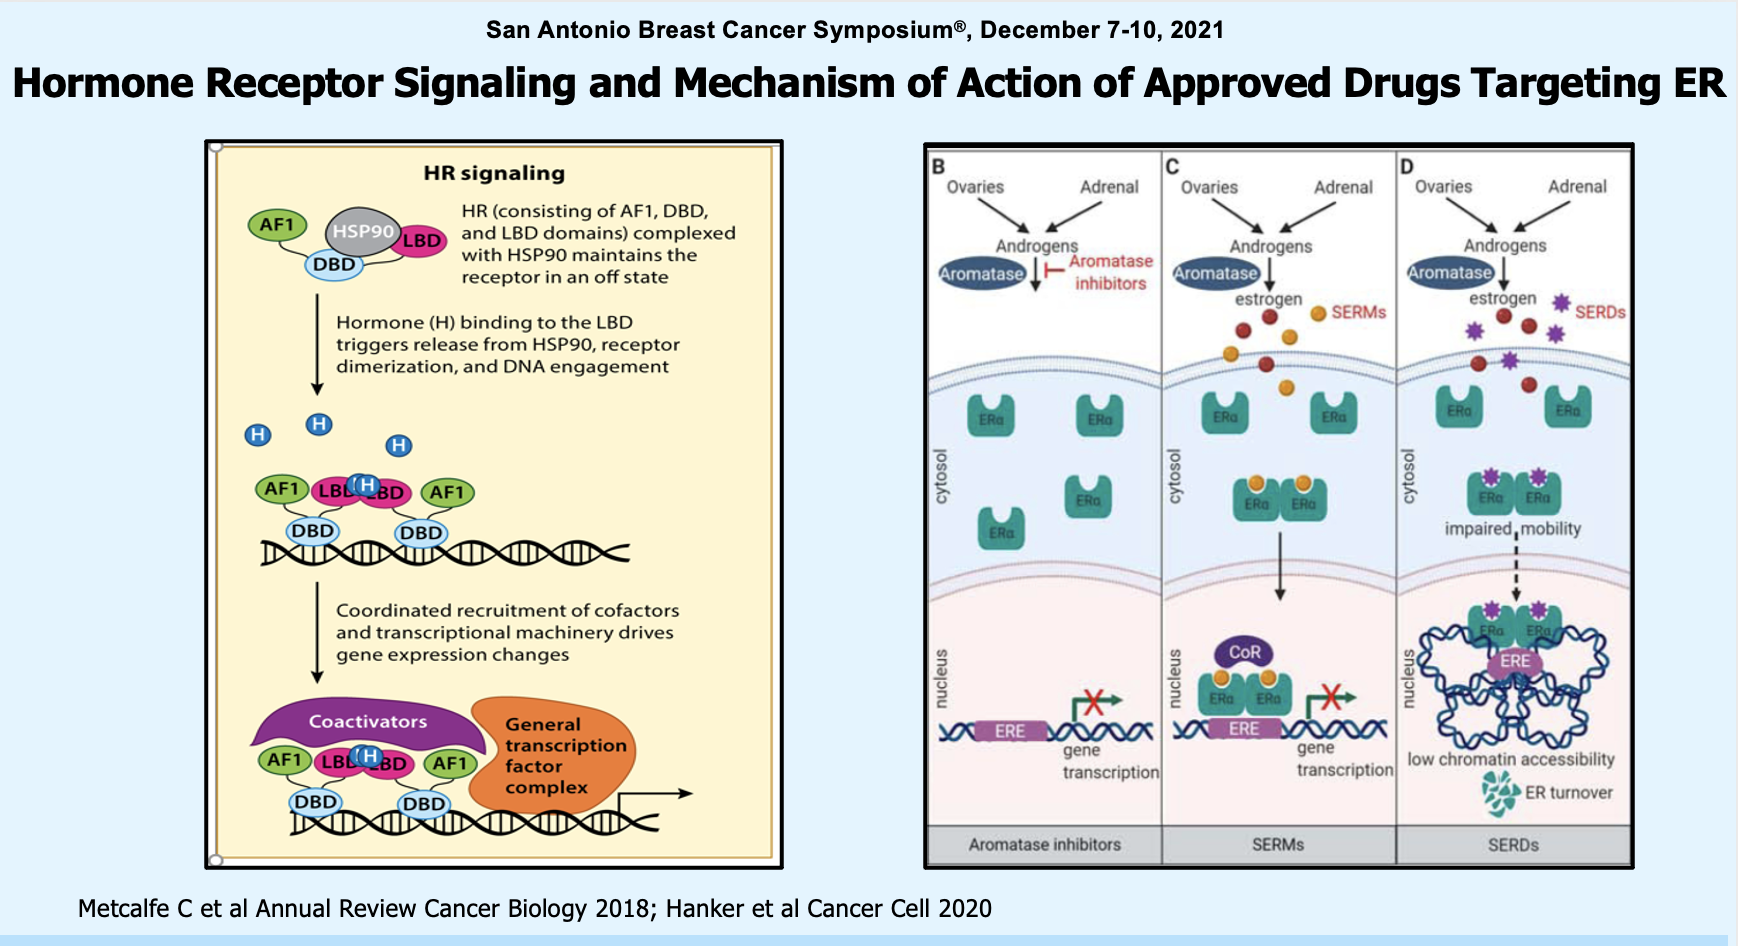 San Antonio Breast Cancer Symposium®, December 7-10, 2021
Hormone Receptor Signaling and Mechanism of Action of Approved Drugs Targeting ER
HR signaling
AF1
HSP90
LBD
DBD
HR (consisting of AF1, DBD,
and LBD domains) complexed
with HSP90 maintains the
receptor in an off state
Hormone (H) binding to the LBD
triggers release from HSP90, receptor
dimerization, and DNA engagement
H
H
H
AF1
LBD
H
LBD
AF1
DBD
DBD
Coordinated recruitment of cofactors
and transcriptional machinery drives
gene expression changes
Coactivators
AF1
LBD
H
LBD
AF1
DBD
DBD
General
transcription
factor
complex
B
Ovaries
Adrenal
Androgens
Aromatase
Aromatase
inhibitors
ERα
ERα
ERα
ERα
cytosol
nucleus
ERE
gene
transcription
Aromatase inhibitors
C
Ovaries
Adrenal
Androgens
Aromatase
estrogen
SERMs
ERα
ERα
cytosol
ERα
ERα
nucleus
CoR
ERα
ERα
ERE
gene
transcription
SERMs
D
Ovaries
Adrenal
Androgens
Aromatase
estrogen
SERDs
ERα
ERα
cytosol
ERα
ERα
impaired mobility
nucleus
ERα
ERα
ERE
low chromatin accessibility
ER turnover
SERDs
Metcalfe C et al Annual Review Cancer Biology 2018; Hanker et al Cancer Cell 2020